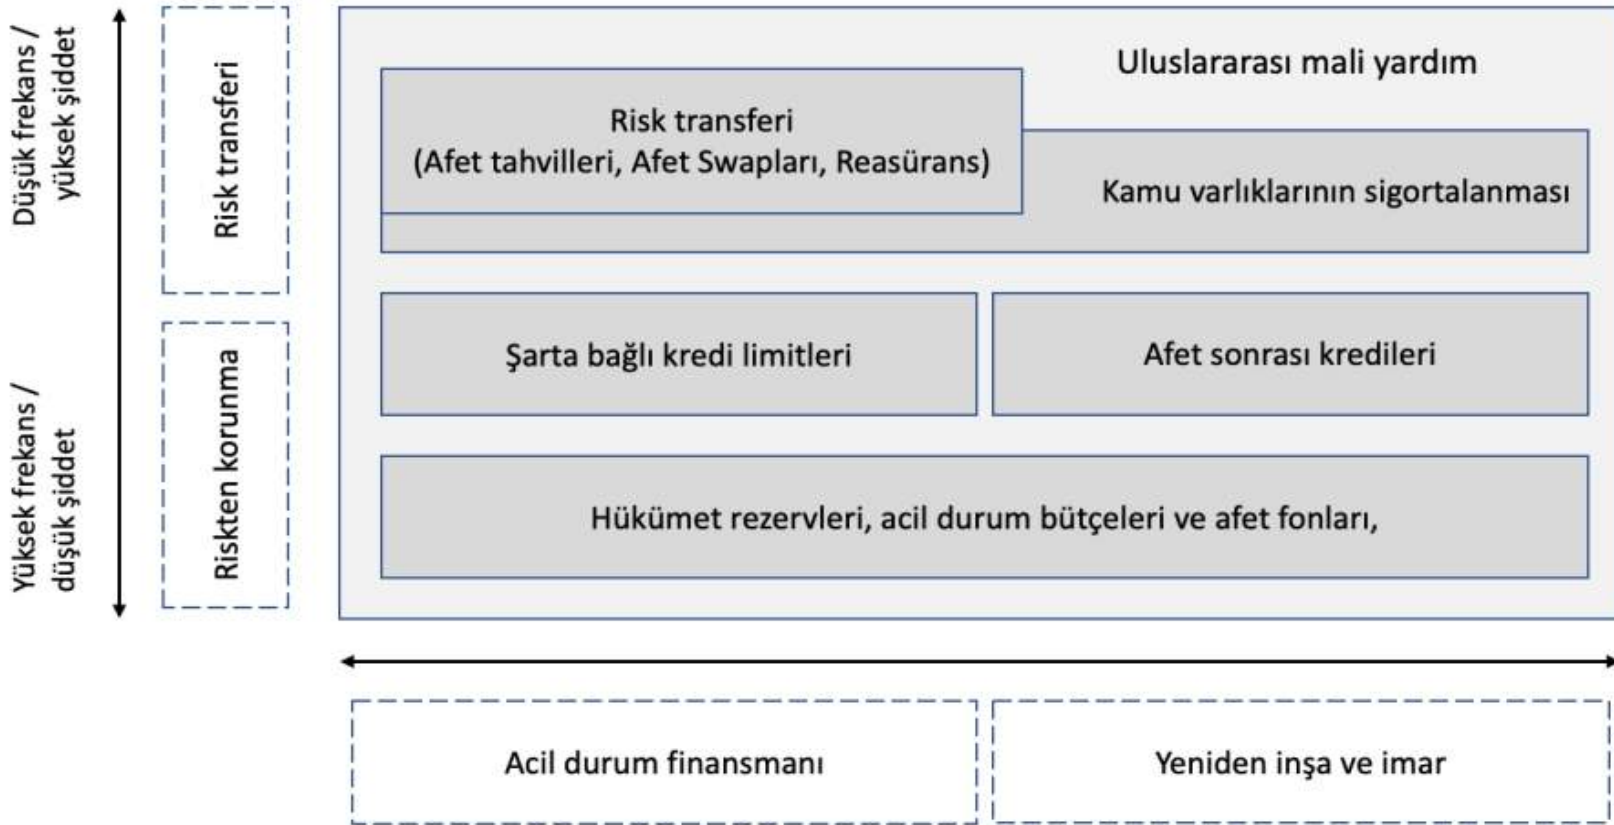 Düşük frekans /
yüksek şiddet
Risk transferi
Uluslararası mali yardım
Risk transferi
(Afet tahvilleri, Afet Swapları, Reasürans)
Kamu varlıklarının sigortalanması
Yüksek frekans /
düşük şiddet
Riskten korunma
Şarta bağlı kredi limitleri
Afet sonrası kredileri
Hükümet rezervleri, acil durum bütçeleri ve afet fonları,
Acil durum finansmanı
Yeniden inşa ve imar